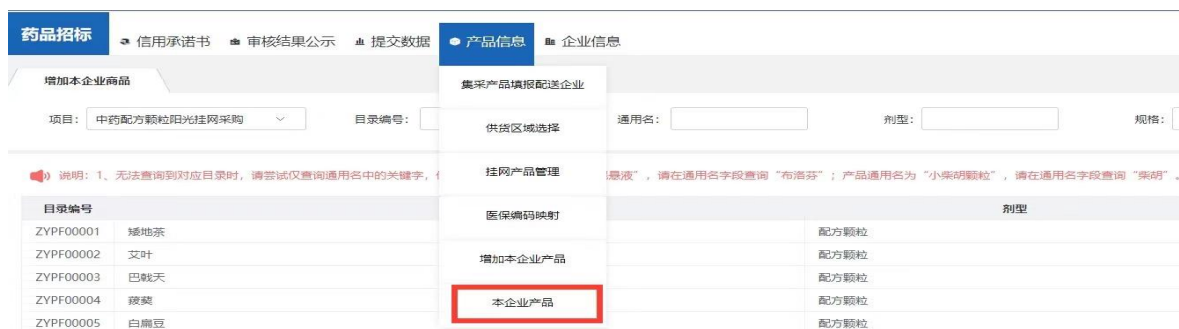 药品招标 信用承诺书 审核结果公示 提交数据 产品信息 企业信息
增加本企业商品
集采产品填报配送企业
项目： 中药配方颗粒阳光挂网采购 目录编号： 通用名： 剂型： 规格：
供货区域选择
挂网产品管理
说明：1、无法查询到对应目录时，请尝试仅查询通用名中的关键字， 悬液”，请在通用名字段查询“布洛芬”；产品通用名为“小柴胡颗粒”，请在通用名字段查询“柴胡”。
医保编码映射
目录编号 剂型
ZYPF00001 矮地茶 配方颗粒
ZYPF00002 艾叶 配方颗粒
增加本企业产品
ZYPF00003 巴戟天 配方颗粒
ZYPF00004 菝葜 配方颗粒
本企业产品
ZYPF00005 白扁豆 配方颗粒